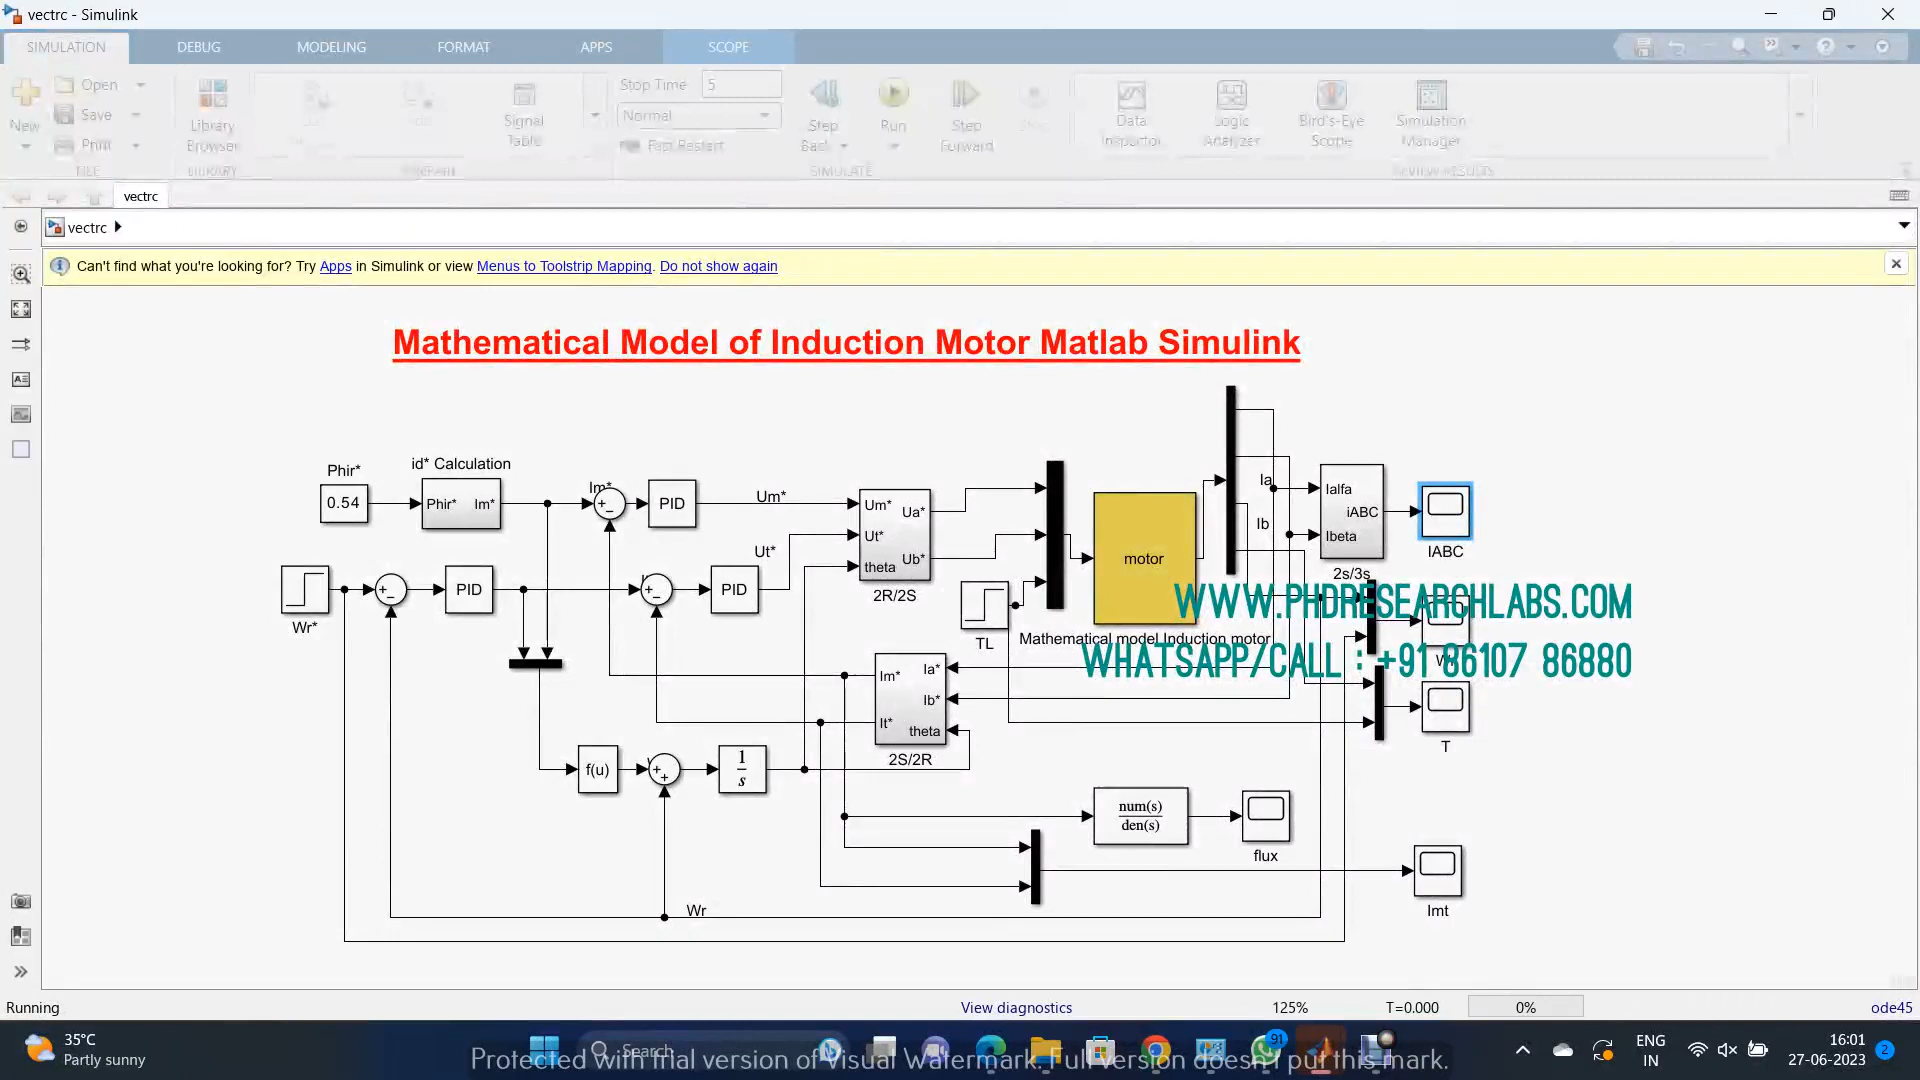 vectrc - Simulink
SIMULATION DEBUG MODELING FORMAT APPS SCOPE
New
Open
Save
Print
FILE
Library
Browser
LIBRARY
Signal
Table
Stop Time 5
Normal
Fast Restart
Step
Back
Run
Step
Forward
SIMULATE
Data
Inspector
Logic
Analyzer
Bird's-Eye
Scope
Simulation
Manager
REVIEW RESULTS
vectrc
vectrc
Can't find what you're looking for? Try Apps in Simulink or view Menus to Toolstrip Mapping. Do not show again
Mathematical Model of Induction Motor Matlab Simulink
Phir*
0.54
id* Calculation
Phir* Im*
Im*
PID
Um*
Wr*
PID
PID
Ut*
Um*
Ut*
theta
Ua*
Ub*
2R/2S
TL
motor
Mathematical model Induction motor
Ia
Ib
Ialfa
Ibeta
iABC
2s/3s
IABC
WWW.PHDRESEARCHLABS.COM
WHATSAPP/CALL : +91 86107 86880
T
Im*
It*
Ia*
Ib*
theta
2S/2R
f(u)
1
s
num(s)
den(s)
flux
Wr
Imt
Running View diagnostics 125% T=0.000 0% ode45
35°C
Partly sunny
Search
91
ENG
IN
16:01
27-06-2023
2
Protected with trial version of Visual Watermark. Full version doesn't put this mark.